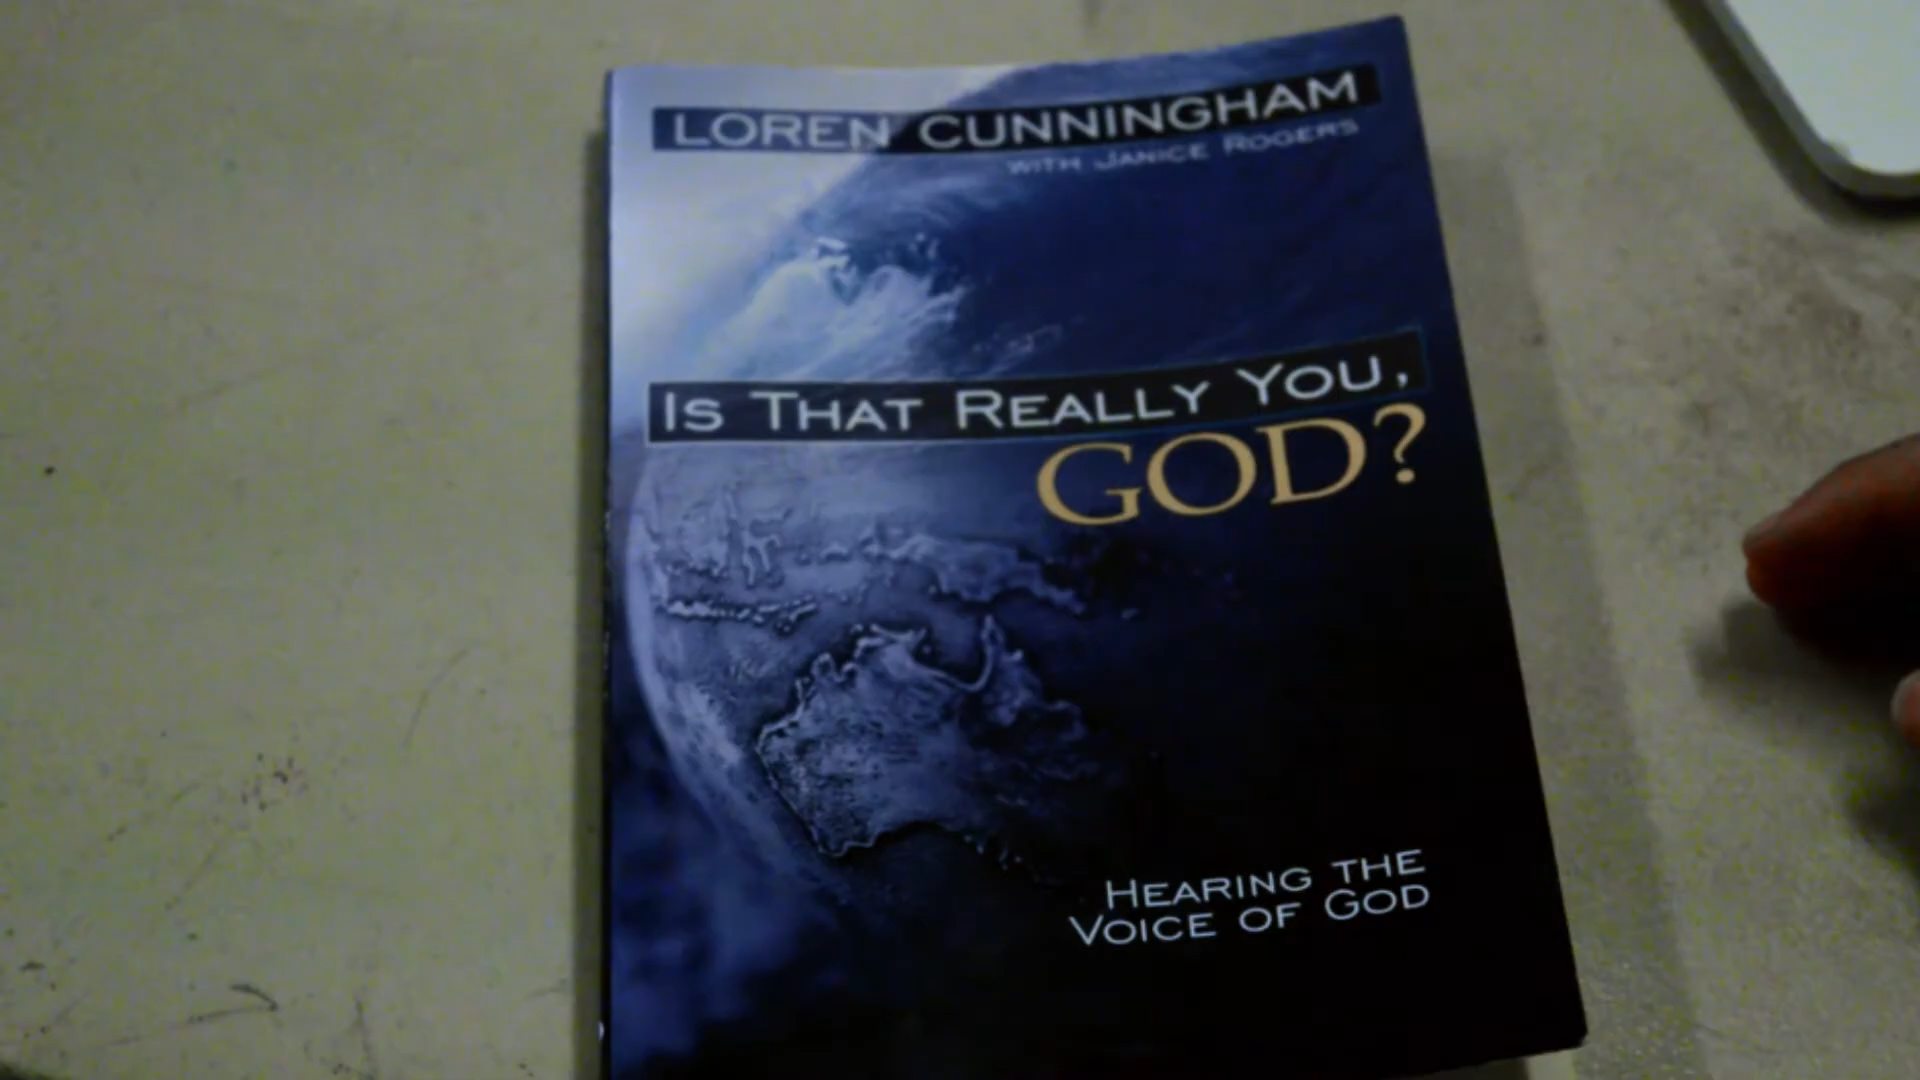 LOREN CUNNINGHAM
WITH JANICE ROGERS
IS THAT REALLY YOU,
GOD?
HEARING THE
VOICE OF GOD